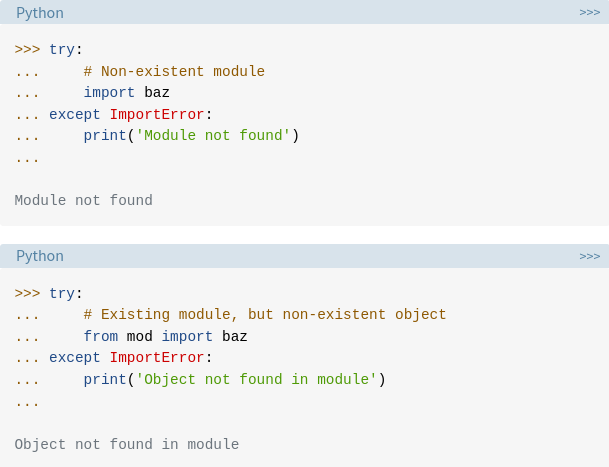 Python >>>
>>> try:
...     # Non-existent module
...     import baz
... except ImportError:
...     print('Module not found')
...
Module not found
Python >>>
>>> try:
...     # Existing module, but non-existent object
...     from mod import baz
... except ImportError:
...     print('Object not found in module')
...
Object not found in module